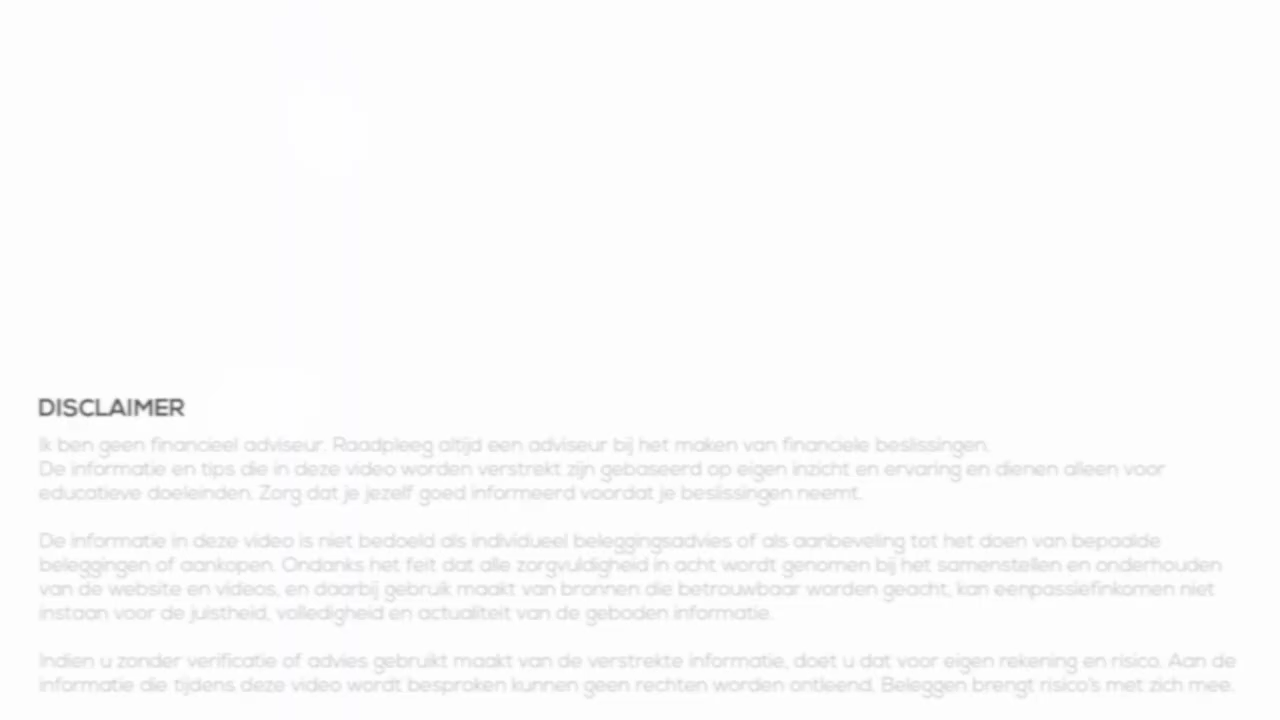 DISCLAIMER
Ik ben geen financieel adviseur. Raadpleeg altijd een adviseur bij het maken van financiele beslissingen.
De informatie en tips die in deze video worden verstrekt zijn gebaseerd op eigen inzicht en ervaring en dienen alleen voor
educatieve doeleinden. Zorg dat je jezelf goed informeerd voordat je beslissingen neemt.
De informatie in deze video is niet bedoeld als individueel beleggingsadvies of als aanbeveling tot het doen van bepaalde
beleggingen of aankopen. Ondanks het feit dat alle zorgvuldigheid in acht wordt genomen bij het samenstellen en onderhouden
van de website en videos, en daarbij gebruik maakt van bronnen die betrouwbaar worden geacht, kan eenpassiefinkomen niet
instaan voor de juistheid, volledigheid en actualiteit van de geboden informatie.
Indien u zonder verificatie of advies gebruikt maakt van de verstrekte informatie, doet u dat voor eigen rekening en risico. Aan de
informatie die tijdens deze video wordt besproken kunnen geen rechten worden ontleend. Beleggen brengt risico's met zich mee.